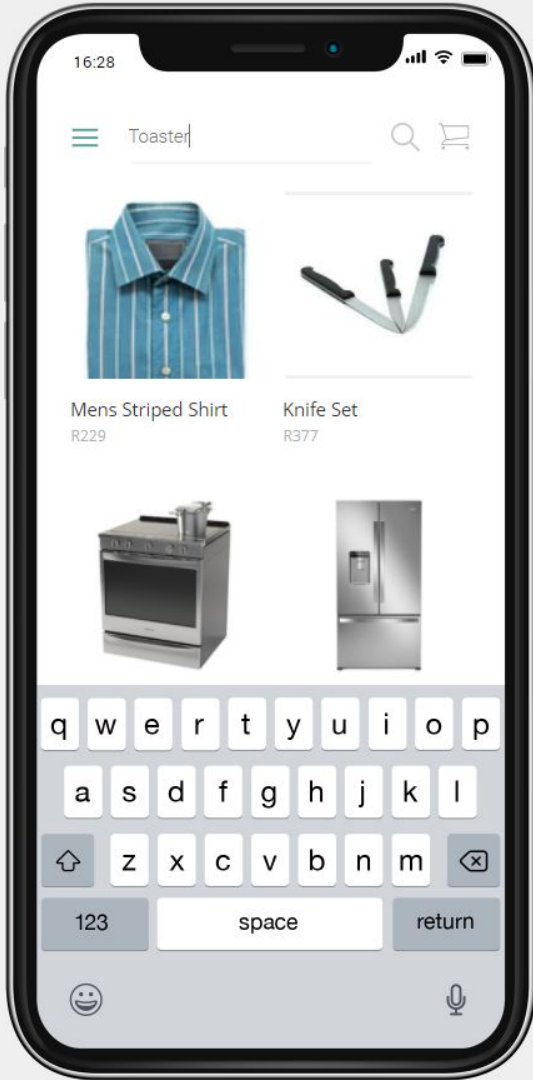 16:28
Toaster
Mens Striped Shirt
R229
Knife Set
R377
q w e r t y u i o p
a s d f g h j k l
z x c v b n m
123 space return